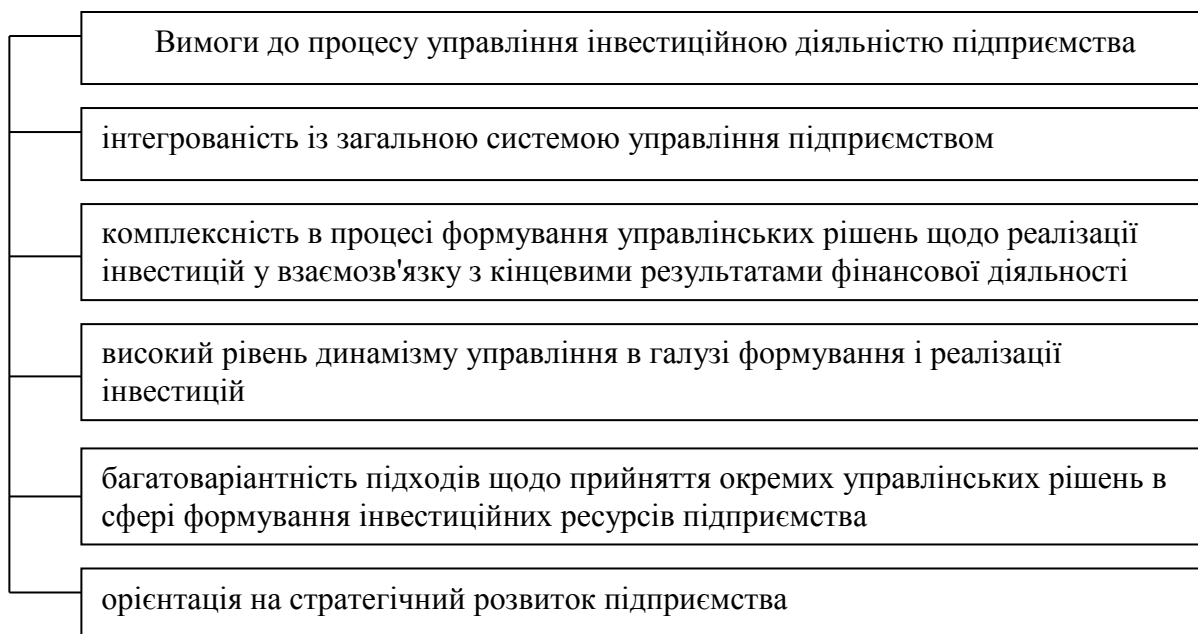 Вимоги до процесу управління інвестиційною діяльністю підприємства
інтегрованість із загальною системою управління підприємством
комплексність в процесі формування управлінських рішень щодо реалізації
інвестицій у взаємозв'язку з кінцевими результатами фінансової діяльності
високий рівень динамізму управління в галузі формування і реалізації
інвестицій
багатоваріантність підходів щодо прийняття окремих управлінських рішень в
сфері формування інвестиційних ресурсів підприємства
орієнтація на стратегічний розвиток підприємства